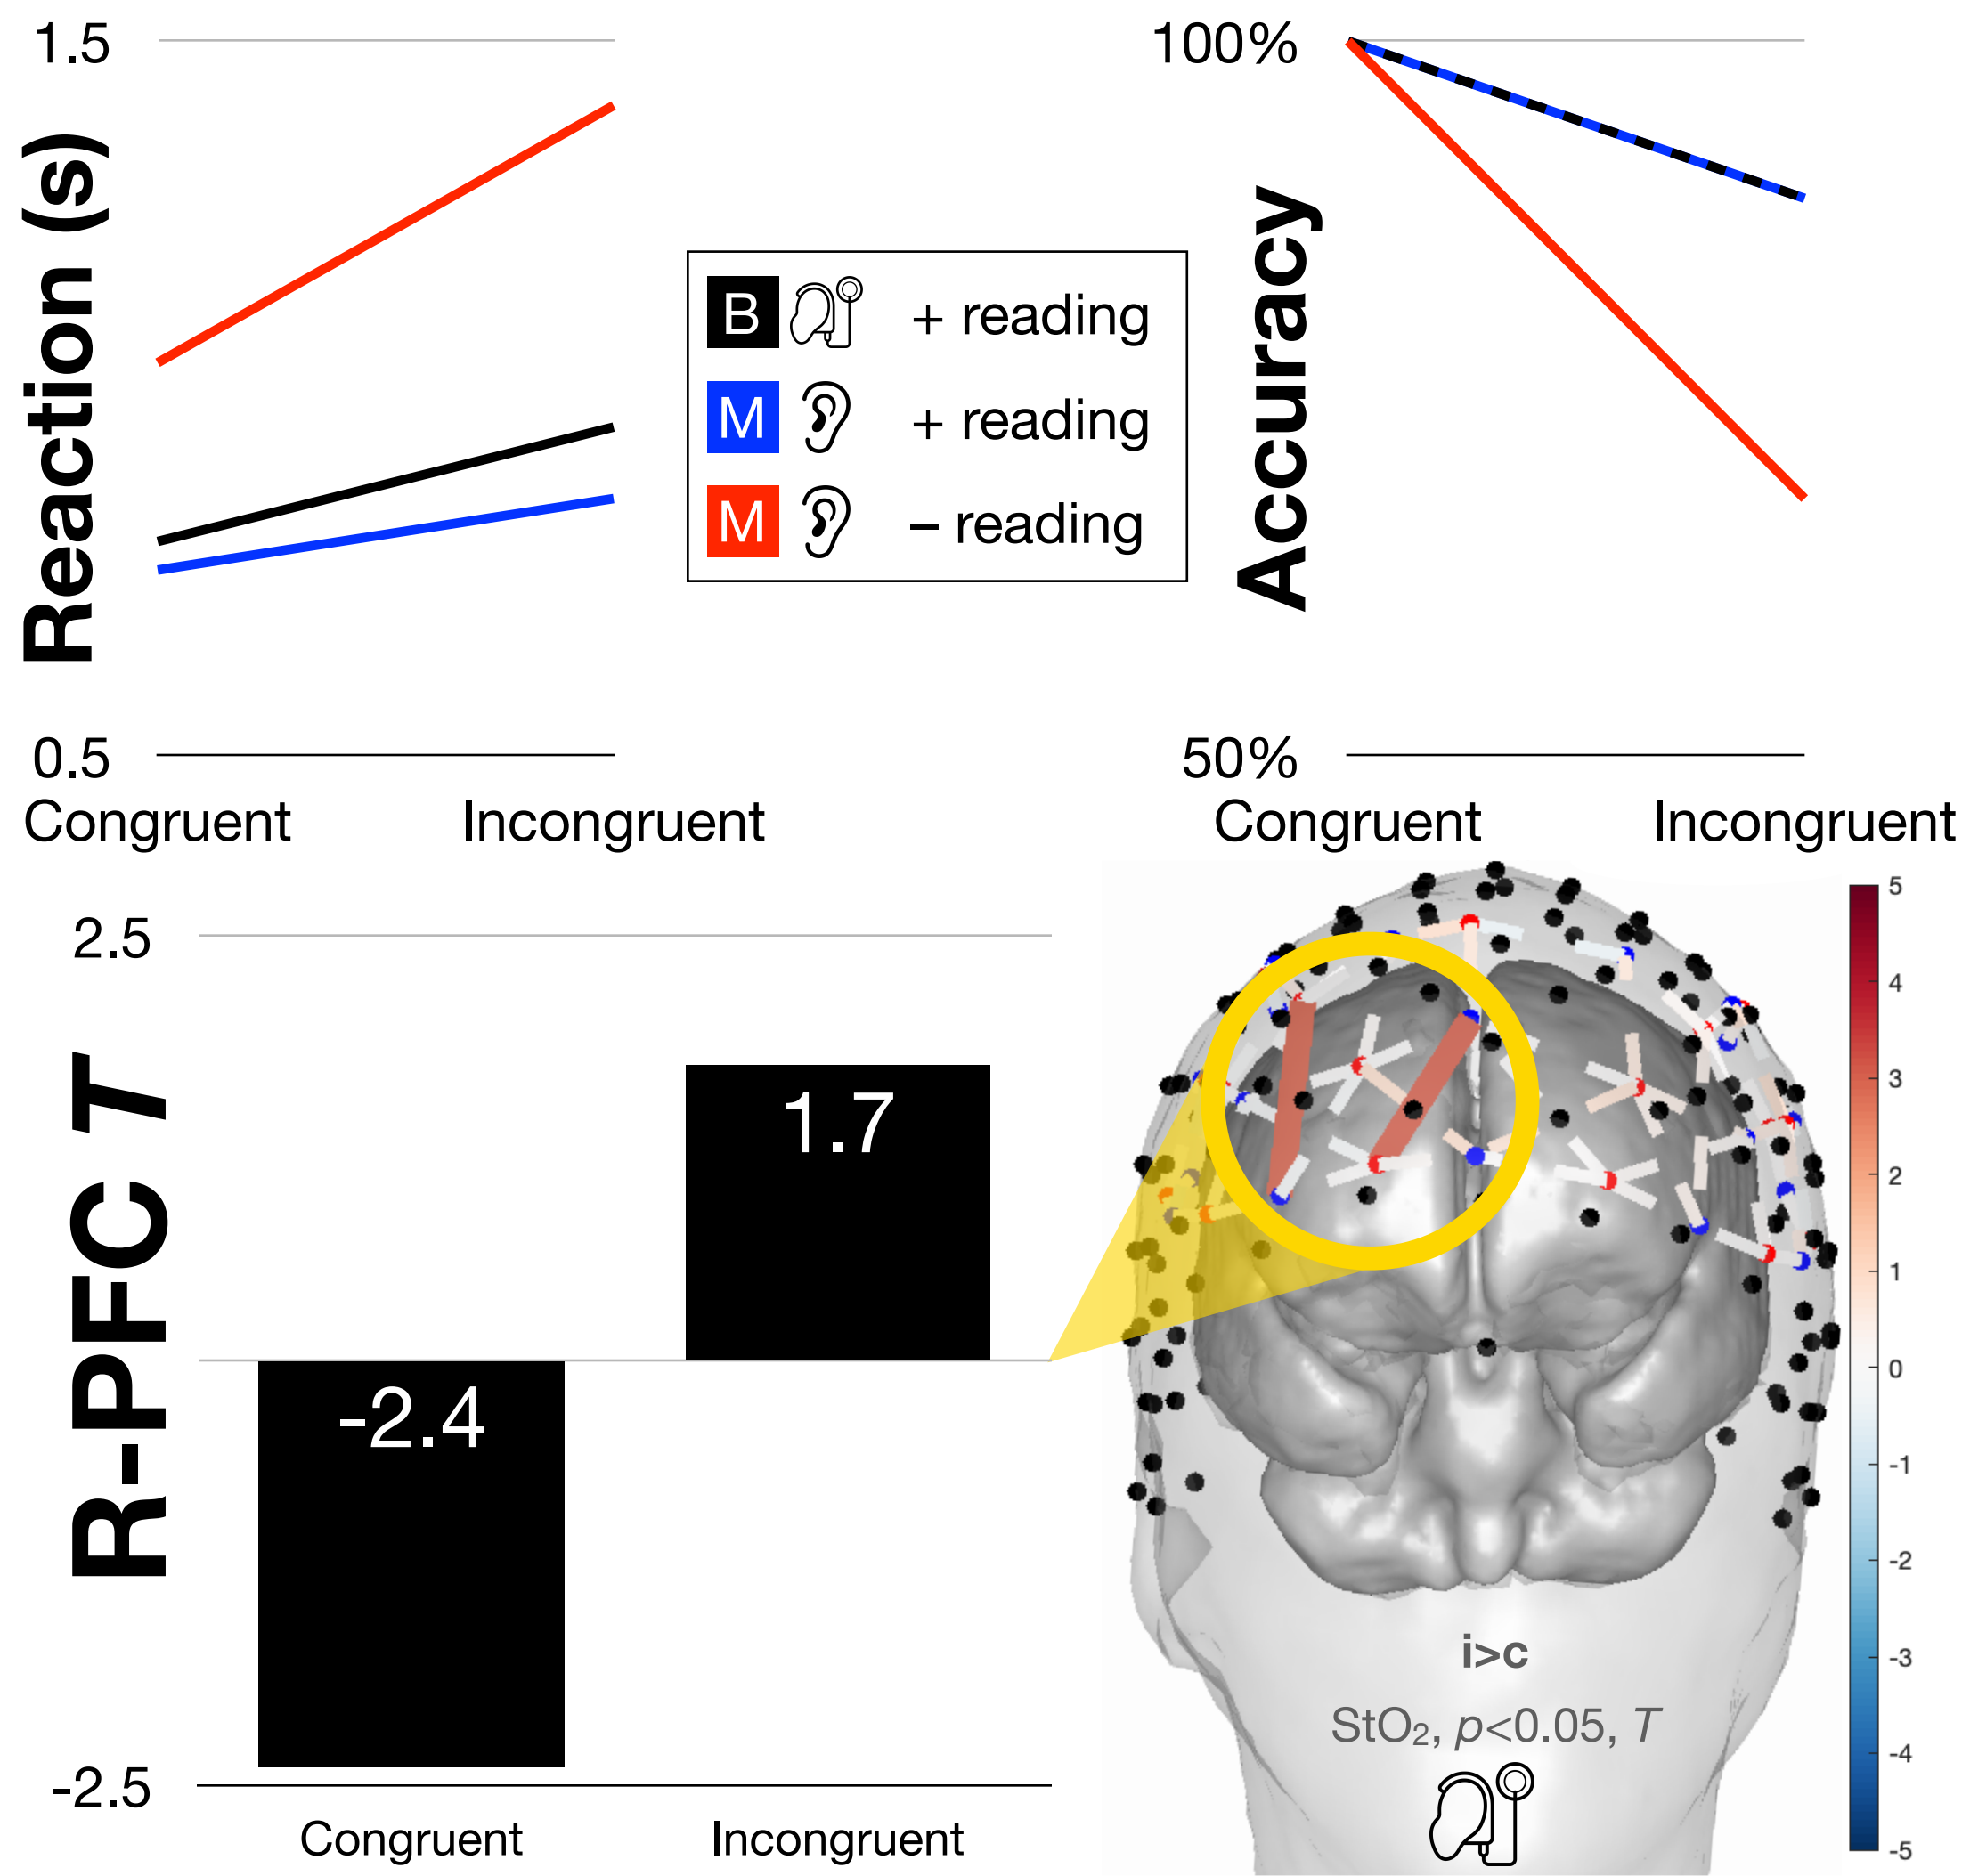 1.5
Reaction (s)
0.5
Congruent
Incongruent
B + reading
M + reading
M – reading
100%
Accuracy
50%
Congruent
Incongruent
2.5
R-PFC T
-2.4
1.7
-2.5
Congruent
Incongruent
i>c
StO₂, p<0.05, T
5
4
3
2
1
0
-1
-2
-3
-4
-5